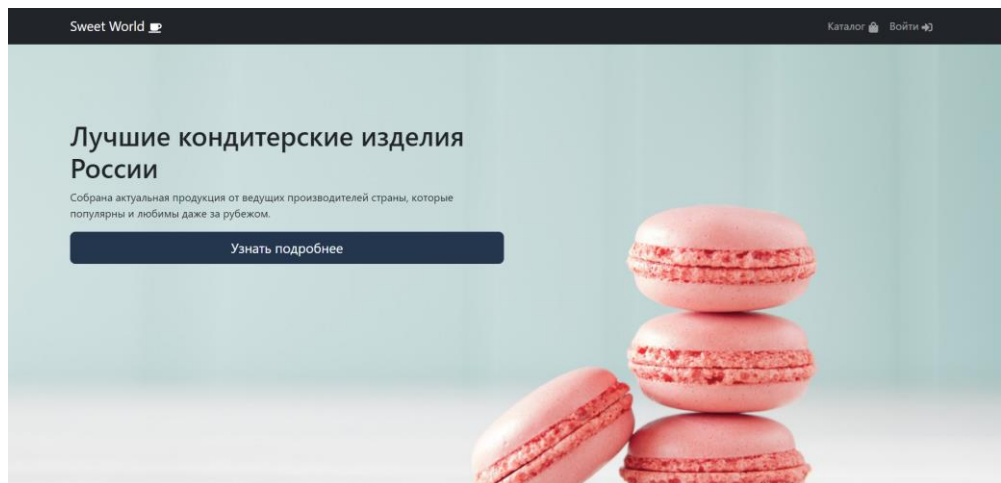 Sweet World
Каталог
Войти
Лучшие кондитерские изделия
России
Собрана актуальная продукция от ведущих производителей страны, которые
популярны и любимы даже за рубежом.
Узнать подробнее